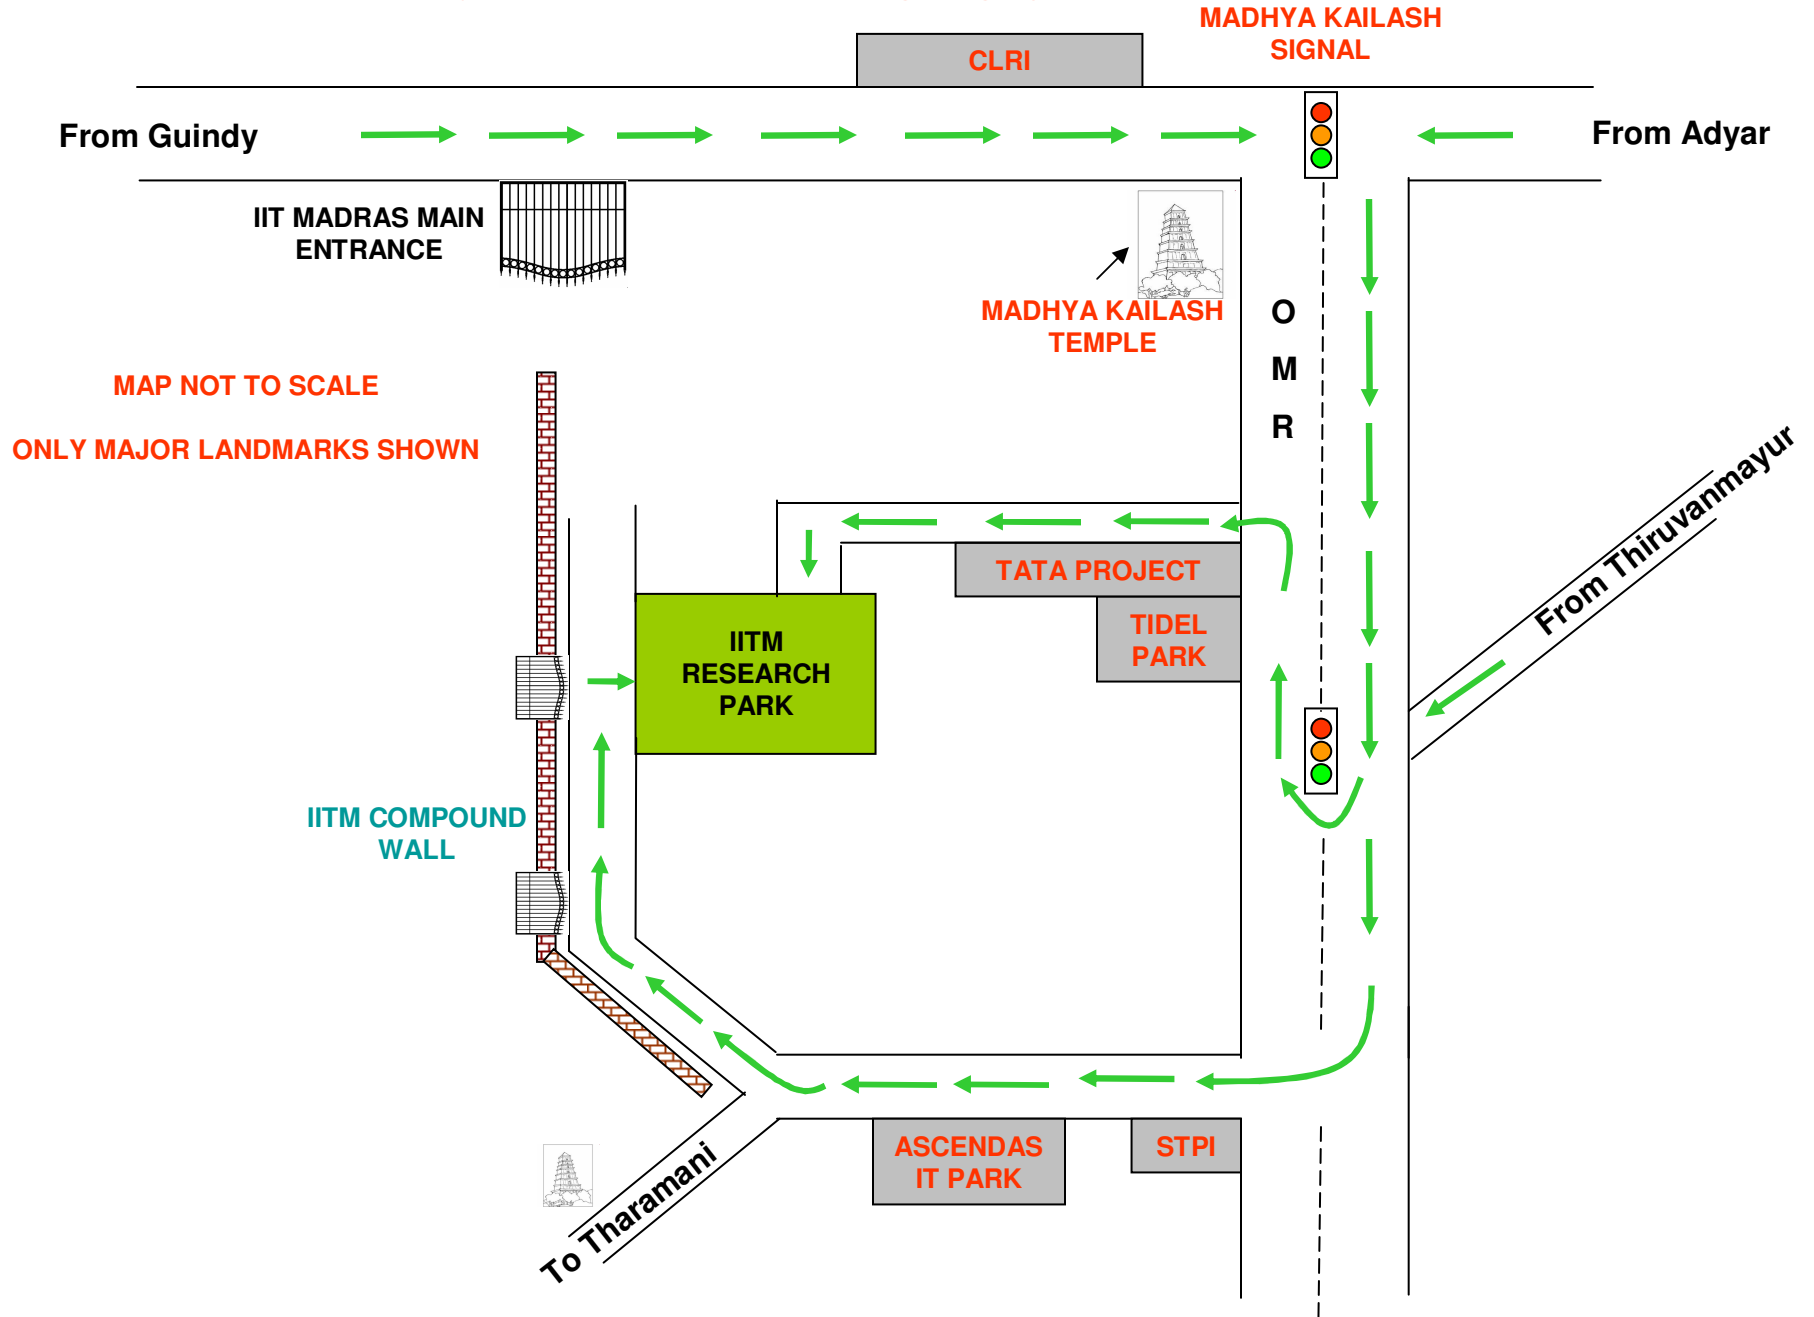 MADHYA KAILASH
SIGNAL
CLRI
From Guindy
From Adyar
IIT MADRAS MAIN
ENTRANCE
MADHYA KAILASH
TEMPLE
O
M
R
MAP NOT TO SCALE
ONLY MAJOR LANDMARKS SHOWN
From Thiruvanmayur
TATA PROJECT
TIDEL
PARK
IITM
RESEARCH
PARK
IITM COMPOUND
WALL
ASCENDAS
IT PARK
STPI
To Tharamani